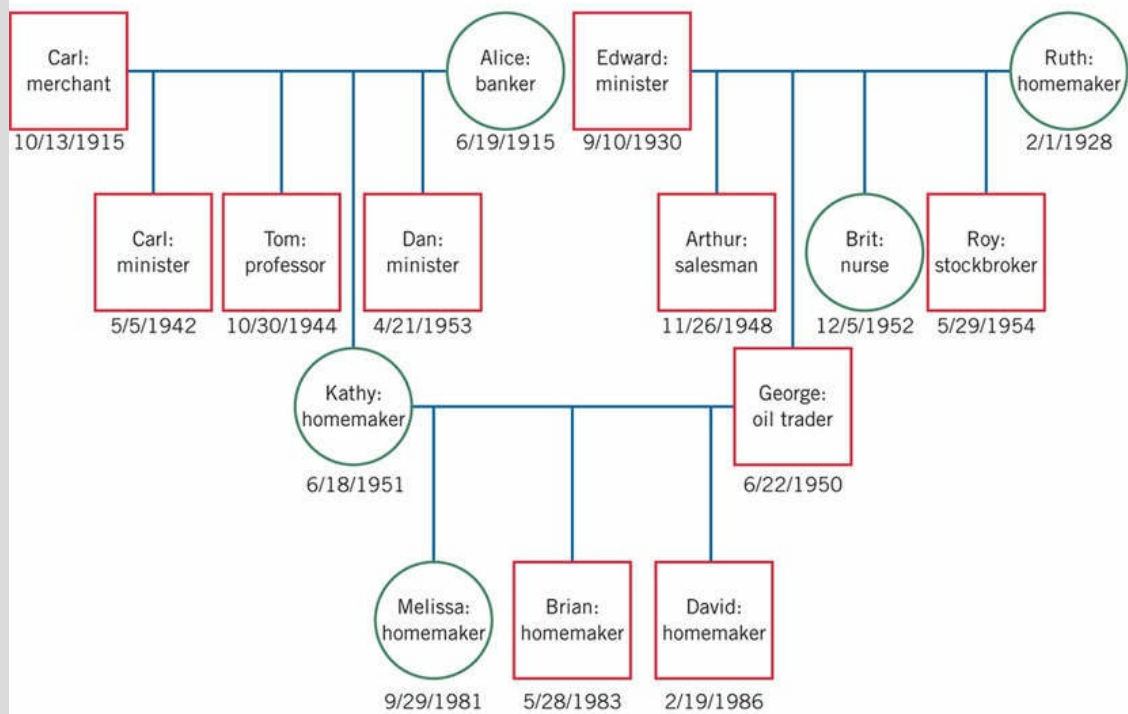 Carl:
merchant
10/13/1915
Alice:
banker
6/19/1915
Edward:
minister
9/10/1930
Ruth:
homemaker
2/1/1928
Carl:
minister
5/5/1942
Tom:
professor
10/30/1944
Dan:
minister
4/21/1953
Arthur:
salesman
11/26/1948
Brit:
nurse
12/5/1952
Roy:
stockbroker
5/29/1954
Kathy:
homemaker
6/18/1951
George:
oil trader
6/22/1950
Melissa:
homemaker
9/29/1981
Brian:
homemaker
5/28/1983
David:
homemaker
2/19/1986